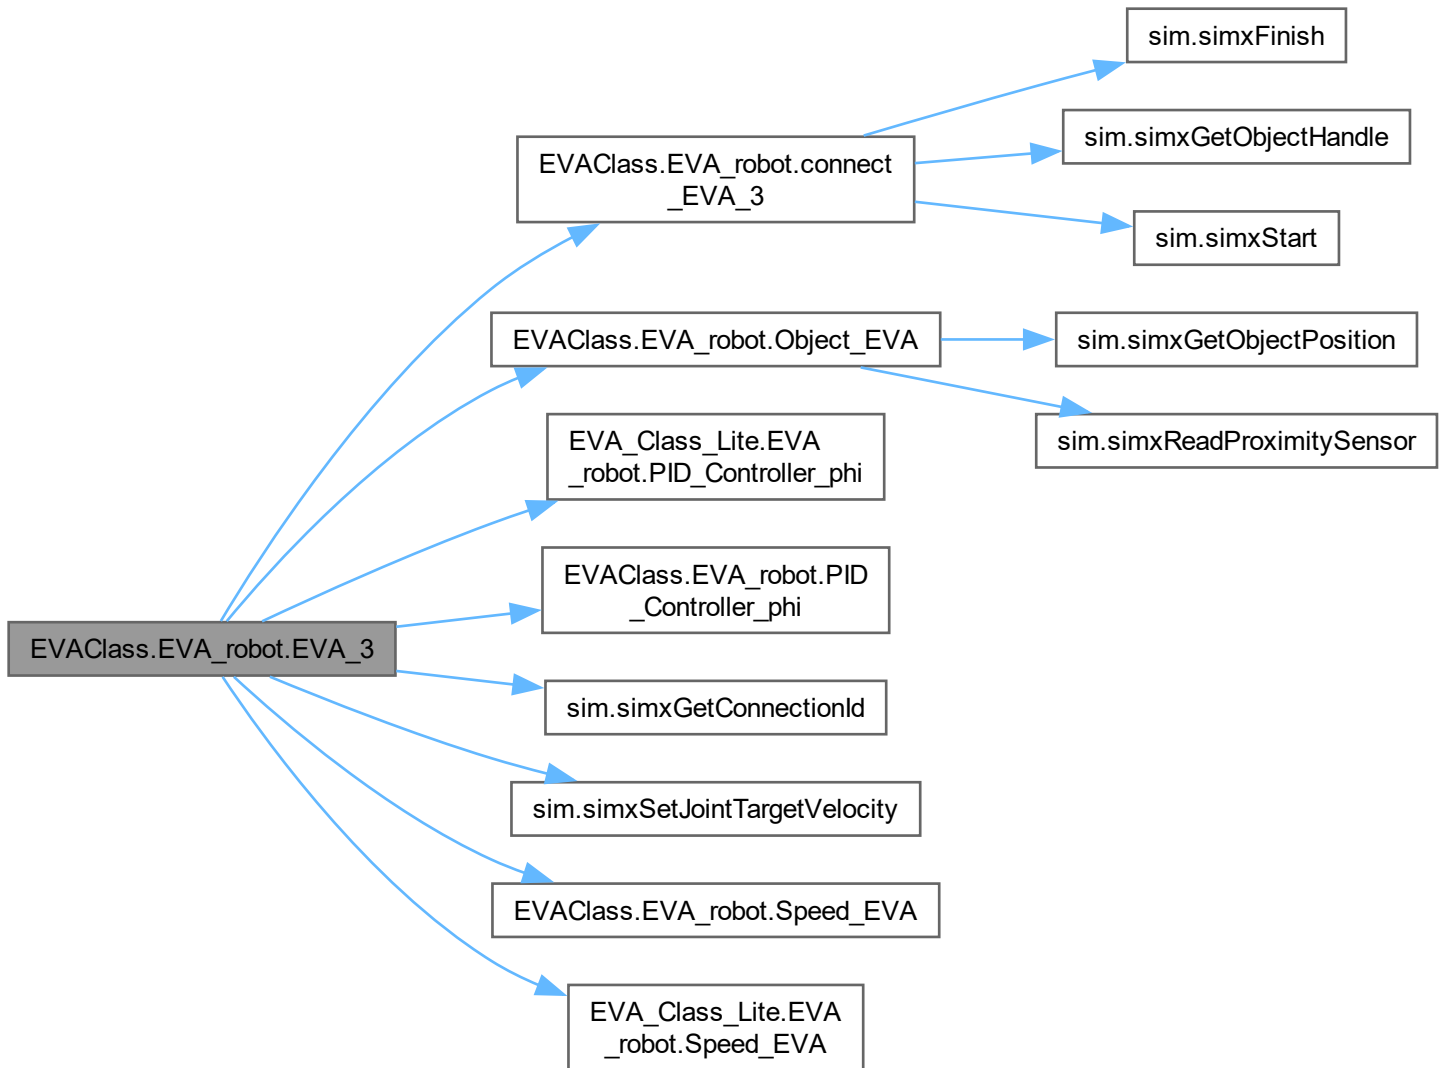 sim.simxFinish
EVAClass.EVA_robot.connect
_EVA_3
sim.simxGetObjectHandle
sim.simxStart
EVAClass.EVA_robot.Object_EVA
sim.simxGetObjectPosition
sim.simxReadProximitySensor
EVA_Class_Lite.EVA
_robot.PID_Controller_phi
EVAClass.EVA_robot.PID
_Controller_phi
EVAClass.EVA_robot.EVA_3
sim.simxGetConnectionId
sim.simxSetJointTargetVelocity
EVAClass.EVA_robot.Speed_EVA
EVA_Class_Lite.EVA
_robot.Speed_EVA